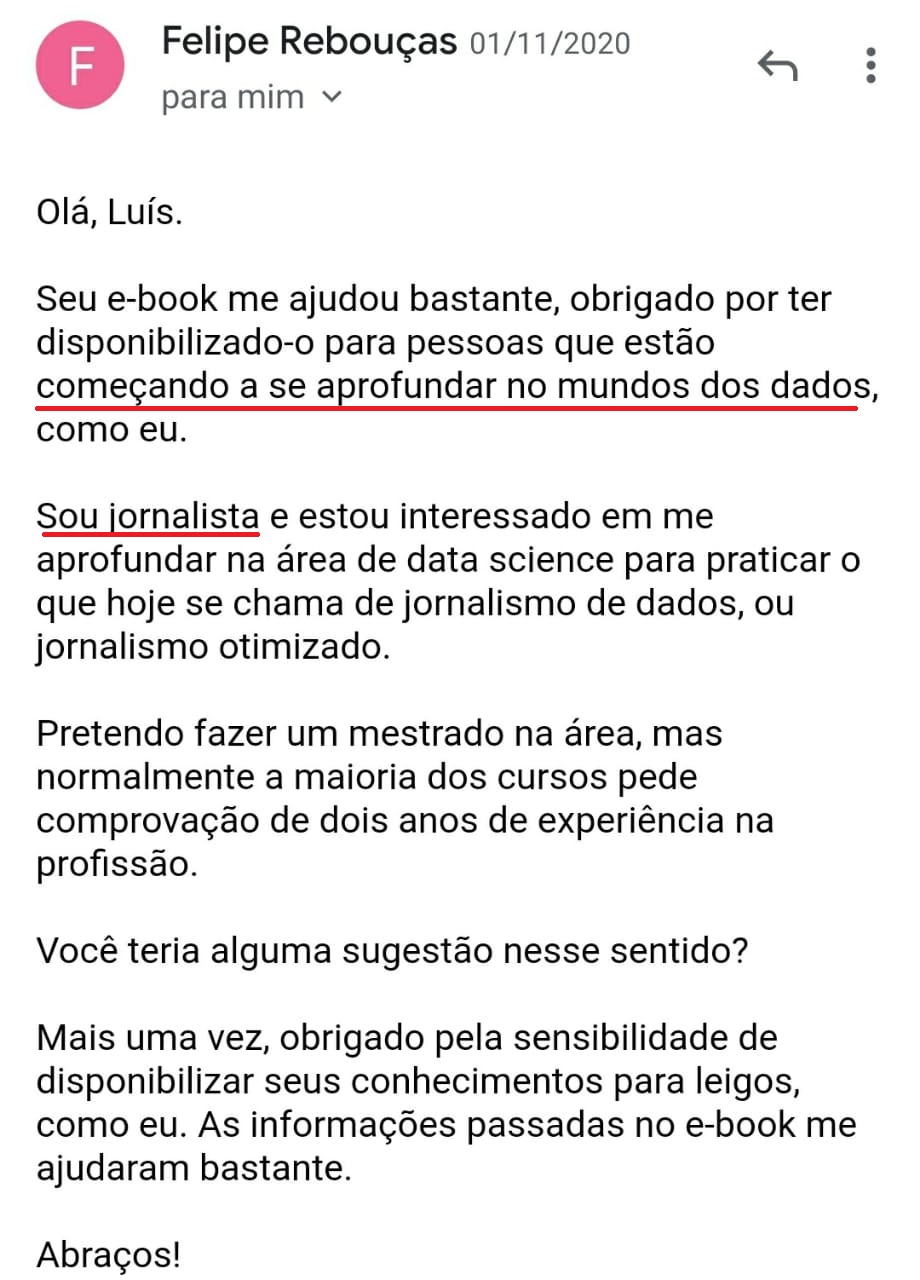 F
Felipe Rebouças 01/11/2020
para mim
Olá, Luís.
Seu e-book me ajudou bastante, obrigado por ter
disponibilizado-o para pessoas que estão
começando a se aprofundar no mundos dos dados,
como eu.
Sou jornalista e estou interessado em me
aprofundar na área de data science para praticar o
que hoje se chama de jornalismo de dados, ou
jornalismo otimizado.
Pretendo fazer um mestrado na área, mas
normalmente a maioria dos cursos pede
comprovação de dois anos de experiência na
profissão.
Você teria alguma sugestão nesse sentido?
Mais uma vez, obrigado pela sensibilidade de
disponibilizar seus conhecimentos para leigos,
como eu. As informações passadas no e-book me
ajudaram bastante.
Abraços!